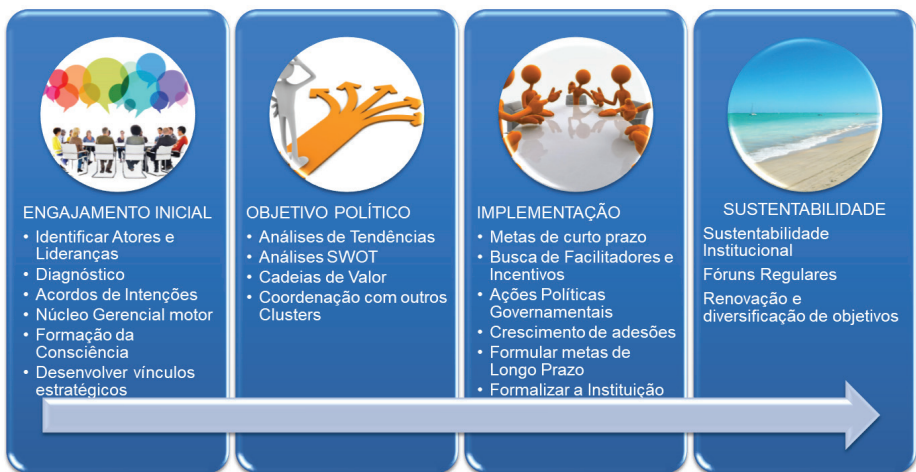 ENGAJAMENTO INICIAL
• Identificar Atores e
Lideranças
• Diagnóstico
• Acordos de Intenções
• Núcleo Gerencial motor
• Formação da
Consciência
• Desenvolver vínculos
estratégicos
OBJETIVO POLÍTICO
• Análises de Tendências
• Análises SWOT
• Cadeias de Valor
• Coordenação com outros
Clusters
IMPLEMENTAÇÃO
• Metas de curto prazo
• Busca de Facilitadores e
Incentivos
• Ações Políticas
Governamentais
• Crescimento de adesões
• Formular metas de
Longo Prazo
• Formalizar a Instituição
SUSTENTABILIDADE
Sustentabilidade
Institucional
Fóruns Regulares
Renovação e
diversificação de objetivos